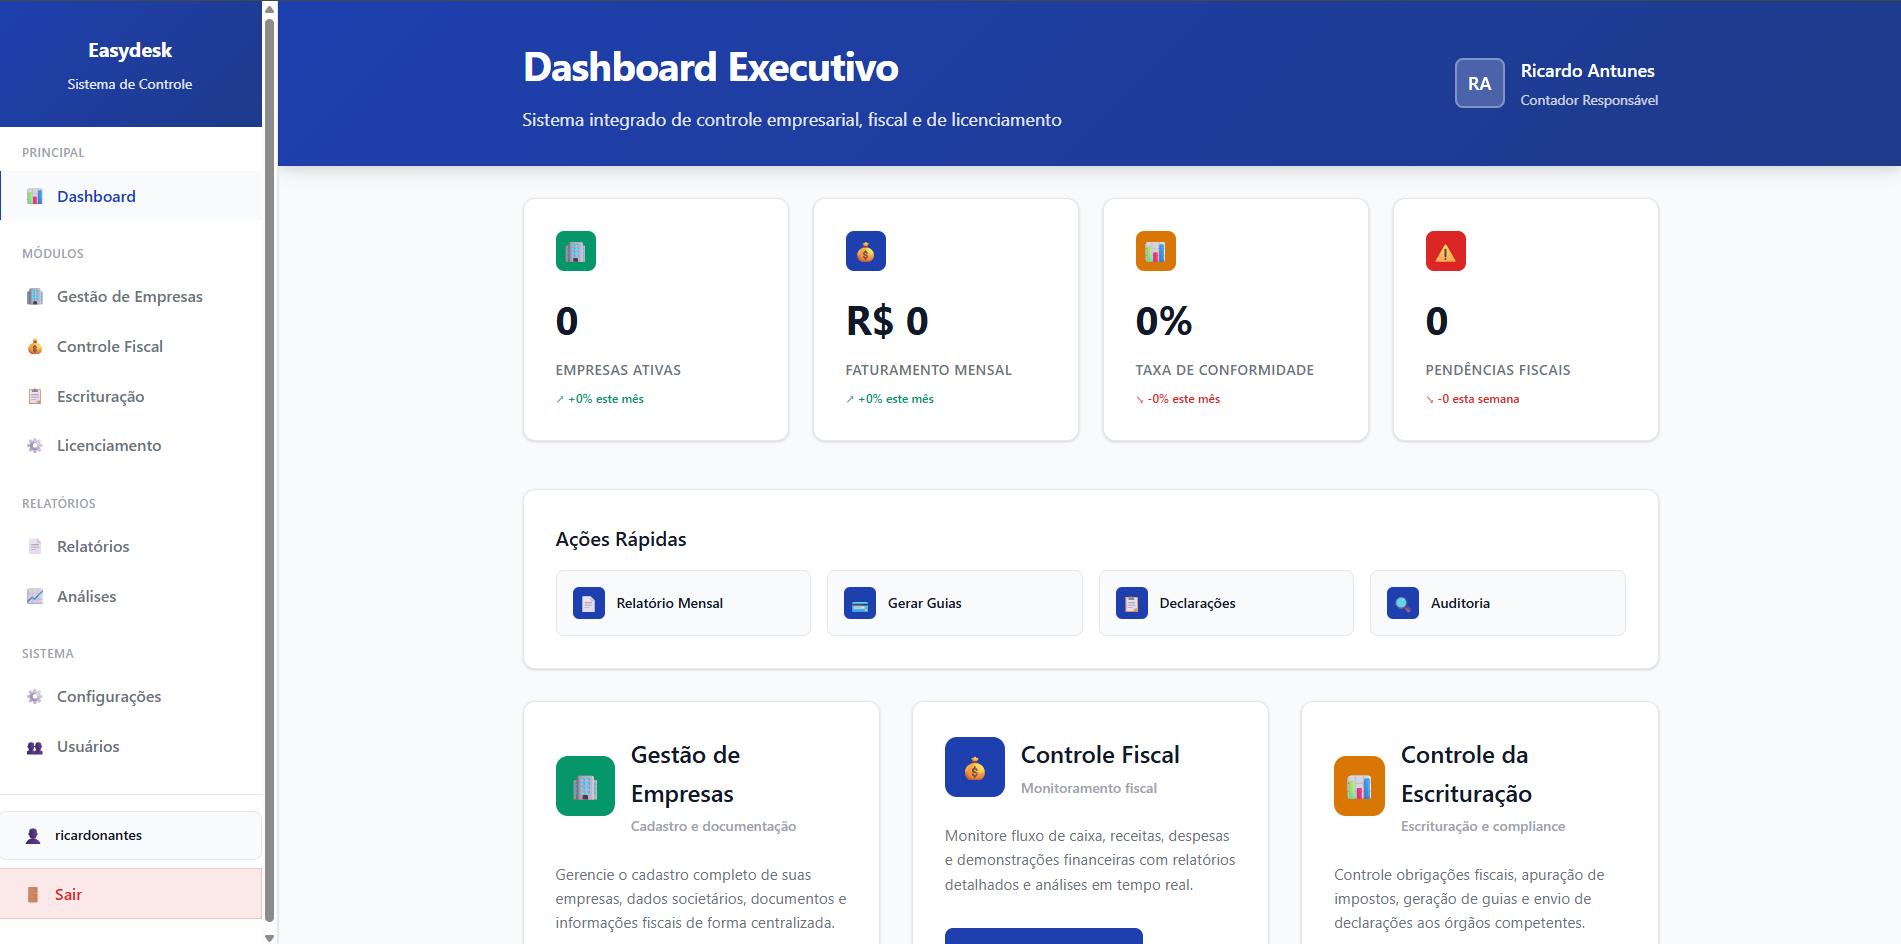 Easydesk
Sistema de Controle
PRINCIPAL
Dashboard
MÓDULOS
Gestão de Empresas
Controle Fiscal
Escrituração
Licenciamento
RELATÓRIOS
Relatórios
Análises
SISTEMA
Configurações
Usuários
ricardonantes
Sair
Dashboard Executivo
Sistema integrado de controle empresarial, fiscal e de licenciamento
RA
Ricardo Antunes
Contador Responsável
0
EMPRESAS ATIVAS
↗ +0% este mês
R$ 0
FATURAMENTO MENSAL
↗ +0% este mês
0%
TAXA DE CONFORMIDADE
↘ -0% este mês
0
PENDÊNCIAS FISCAIS
↘ -0 esta semana
Ações Rápidas
Relatório Mensal
Gerar Guias
Declarações
Auditoria
Gestão de
Empresas
Cadastro e documentação
Gerencie o cadastro completo de suas
empresas, dados societários, documentos e
informações fiscais de forma centralizada.
Controle Fiscal
Monitoramento fiscal
Monitore fluxo de caixa, receitas, despesas
e demonstrações financeiras com relatórios
detalhados e análises em tempo real.
Controle da
Escrituração
Escrituração e compliance
Controle obrigações fiscais, apuração de
impostos, geração de guias e envio de
declarações aos órgãos competentes.